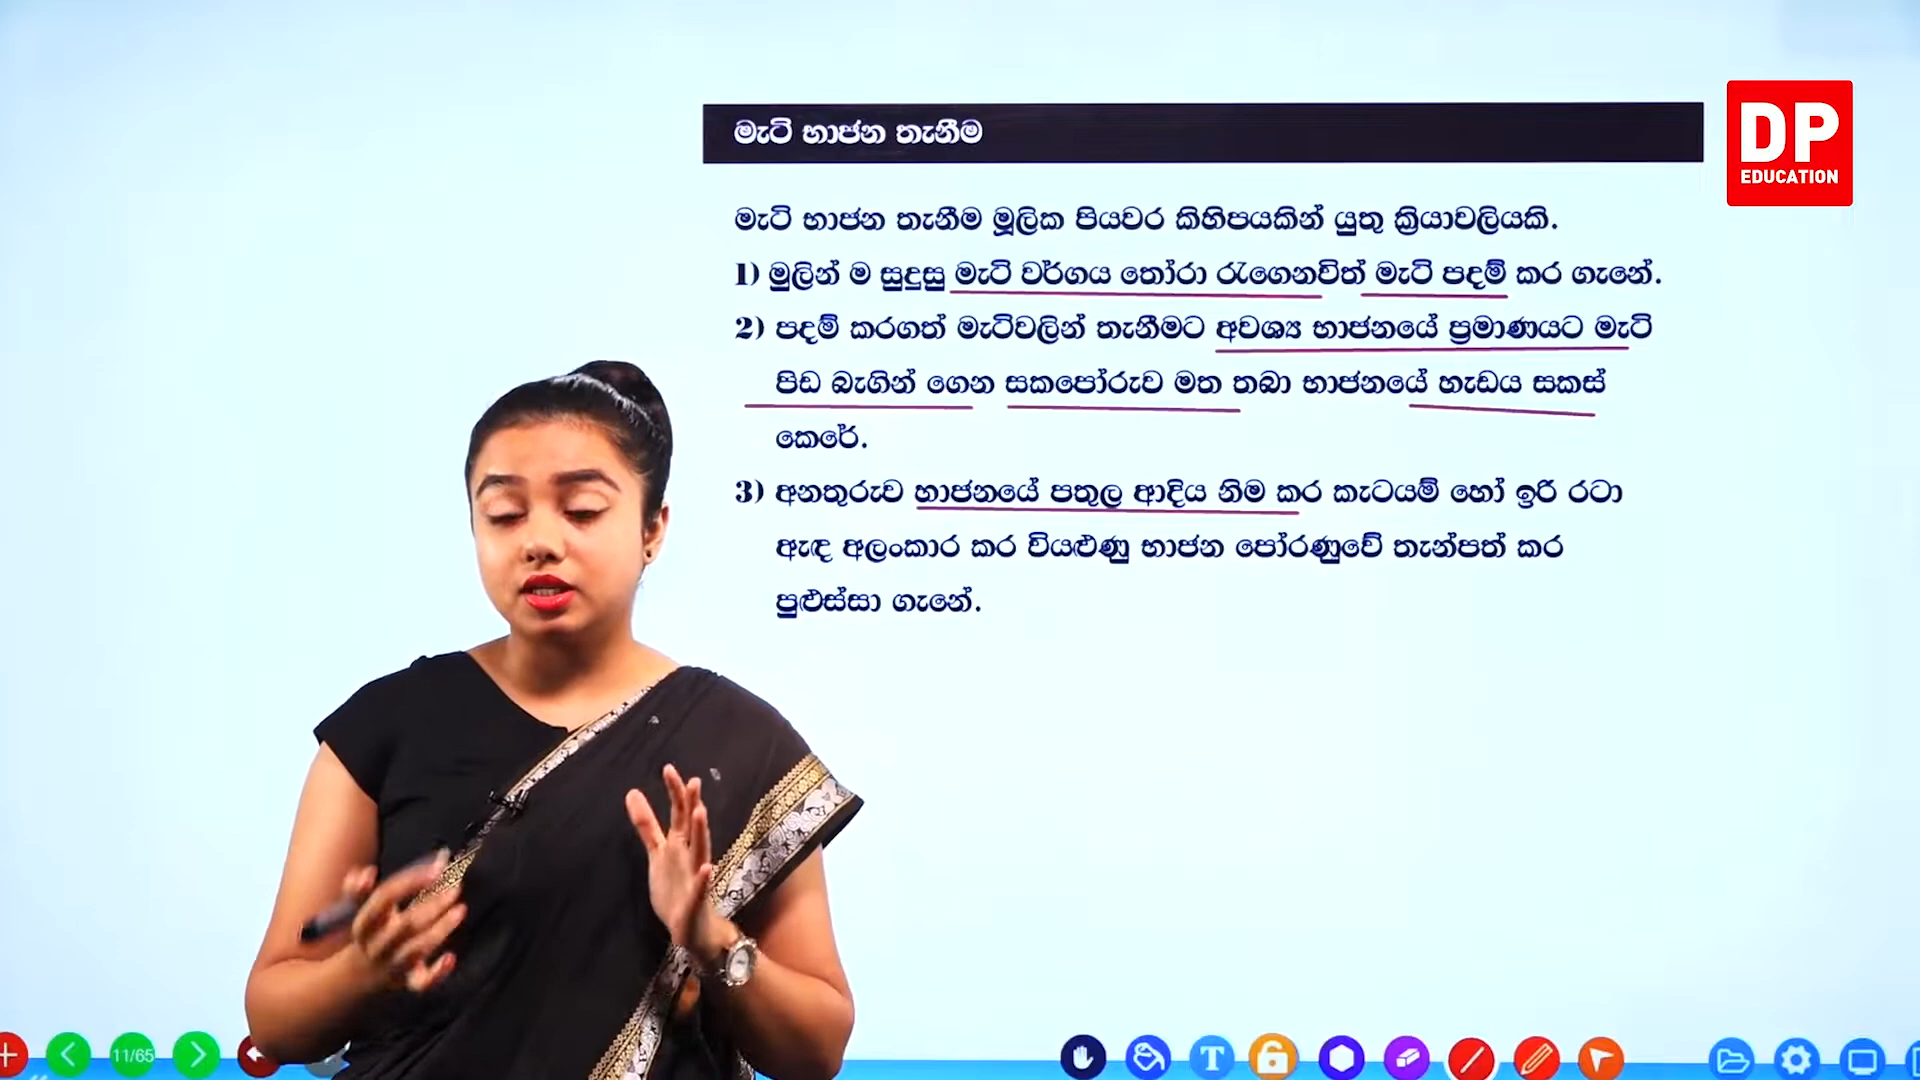 මැටි භාජන තැනීම
DP
EDUCATION
මැටි භාජන තැනීම මූලික පියවර කිහිපයකින් යුතු ක්‍රියාවලියකි.
1) මුලින් ම සුදුසු මැටි වර්ගය තෝරා රැගෙනවිත් මැටි පදම් කර ගැනේ.
2) පදම් කරගත් මැටිවලින් තැනීමට අවශ්‍ය භාජනයේ ප්‍රමාණයට මැටි
පිඩ බැගින් ගෙන සකපෝරුව මත තබා භාජනයේ හැඩය සකස්
කෙරේ.
3) අනතුරුව භාජනයේ පතුල ආදිය නිම කර කැටයම් හෝ ඉරි රටා
ඇඳ අලංකාර කර වියළුණු භාජන පෝරණුවේ තැන්පත් කර
පුළුස්සා ගැනේ.
11/65
T